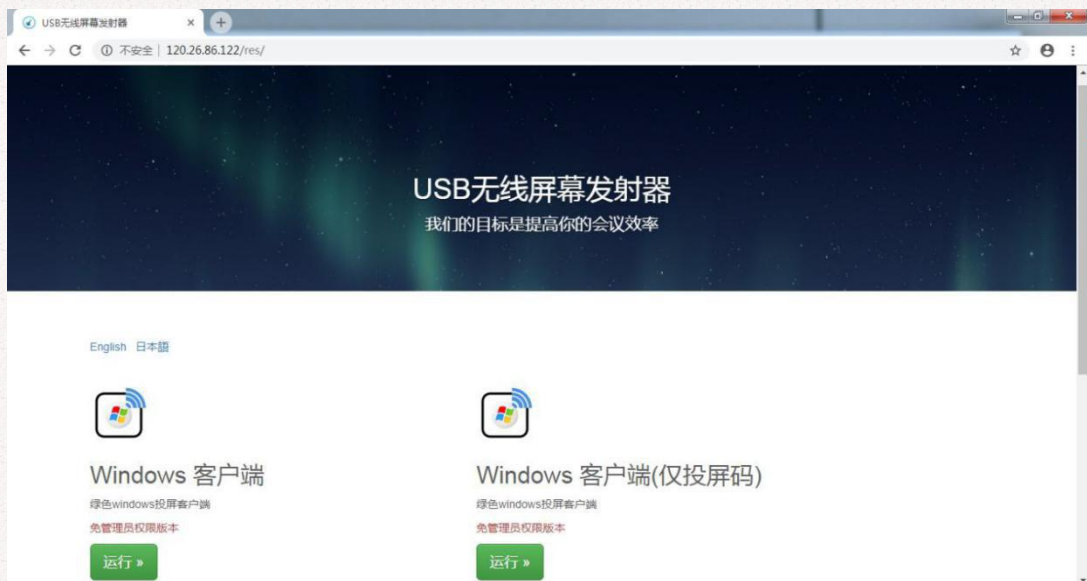 USB无线屏幕发射器
不安全 | 120.26.86.122/res/
USB无线屏幕发射器
我们的目标是提高你的会议效率
English 日本語
Windows 客户端
绿色windows投屏客户端
免管理员权限版本
运行 »
Windows 客户端(仅投屏码)
绿色windows投屏客户端
免管理员权限版本
运行 »